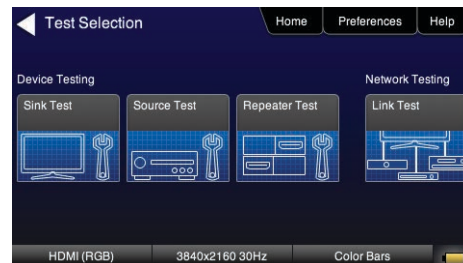 Test Selection Home Preferences Help
Device Testing Network Testing
Sink Test Source Test Repeater Test Link Test
HDMI (RGB) 3840x2160 30Hz Color Bars